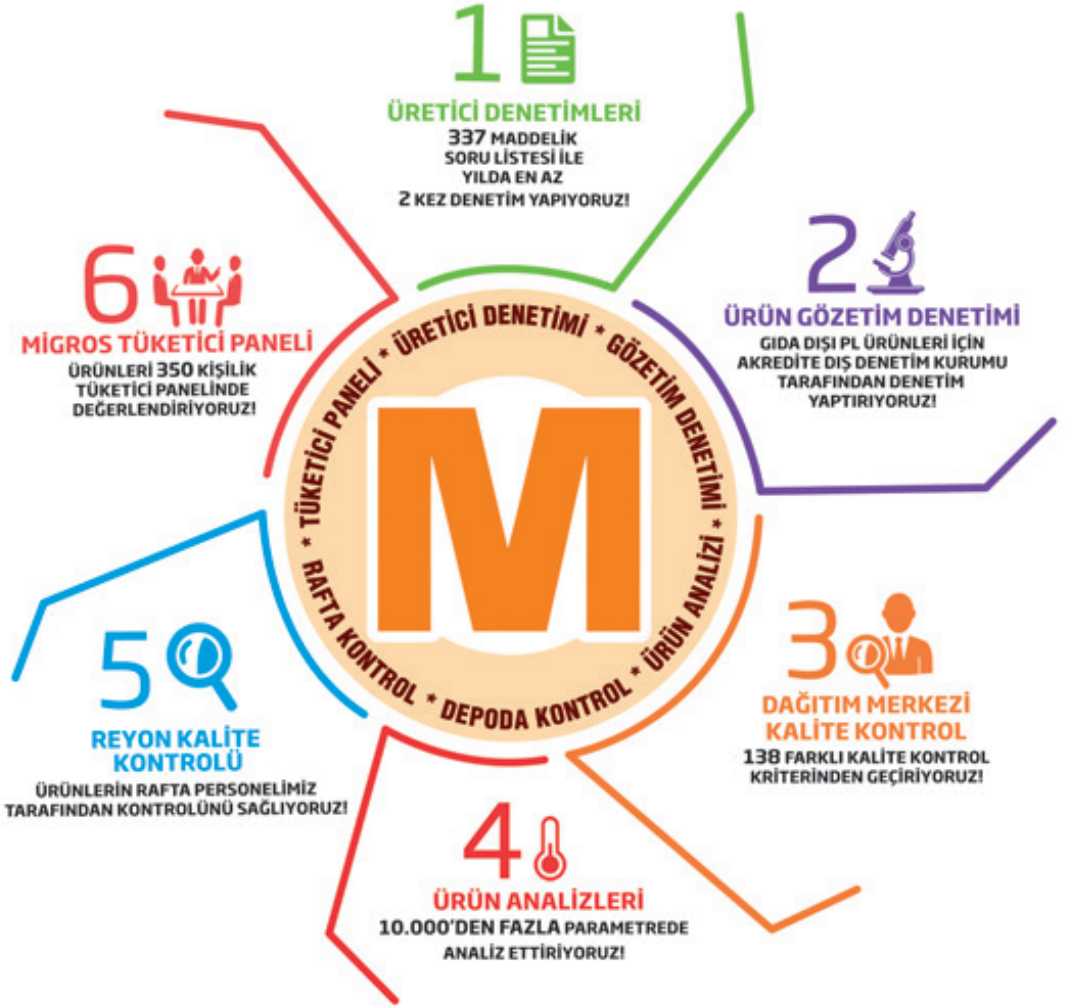 1
ÜRETİCİ DENETİMLERİ
337 MADDELİK
SORU LİSTESİ İLE
YILDA EN AZ
2 KEZ DENETİM YAPIYORUZ!
2
ÜRÜN GÖZETİM DENETİMİ
GIDA DIŞI PL ÜRÜNLERİ İÇİN
AKREDİTE DIŞ DENETİM KURUMU
TARAFINDAN DENETİM
YAPTIRIYORUZ!
3
DAĞITIM MERKEZİ
KALİTE KONTROL
138 FARKLI KALİTE KONTROL
KRİTERİNDEN GEÇİRİYORUZ!
4
ÜRÜN ANALİZLERİ
10.000'DEN FAZLA PARAMETREDE
ANALİZ ETTİRİYORUZ!
5
REYON KALİTE
KONTROLÜ
ÜRÜNLERİN RAFTA PERSONELİMİZ
TARAFINDAN KONTROLÜNÜ SAĞLIYORUZ!
6
MİGROS TÜKETİCİ PANELİ
ÜRÜNLERİ 350 KİŞİLİK
TÜKETİCİ PANELİNDE
DEĞERLENDİRİYORUZ!
ÜRETİCİ DENETİMİ * GÖZETİM DENETİMİ * ÜRÜN ANALİZİ * DEPODA KONTROL * RAFTA KONTROL * TÜKETİCİ PANELİ *
M